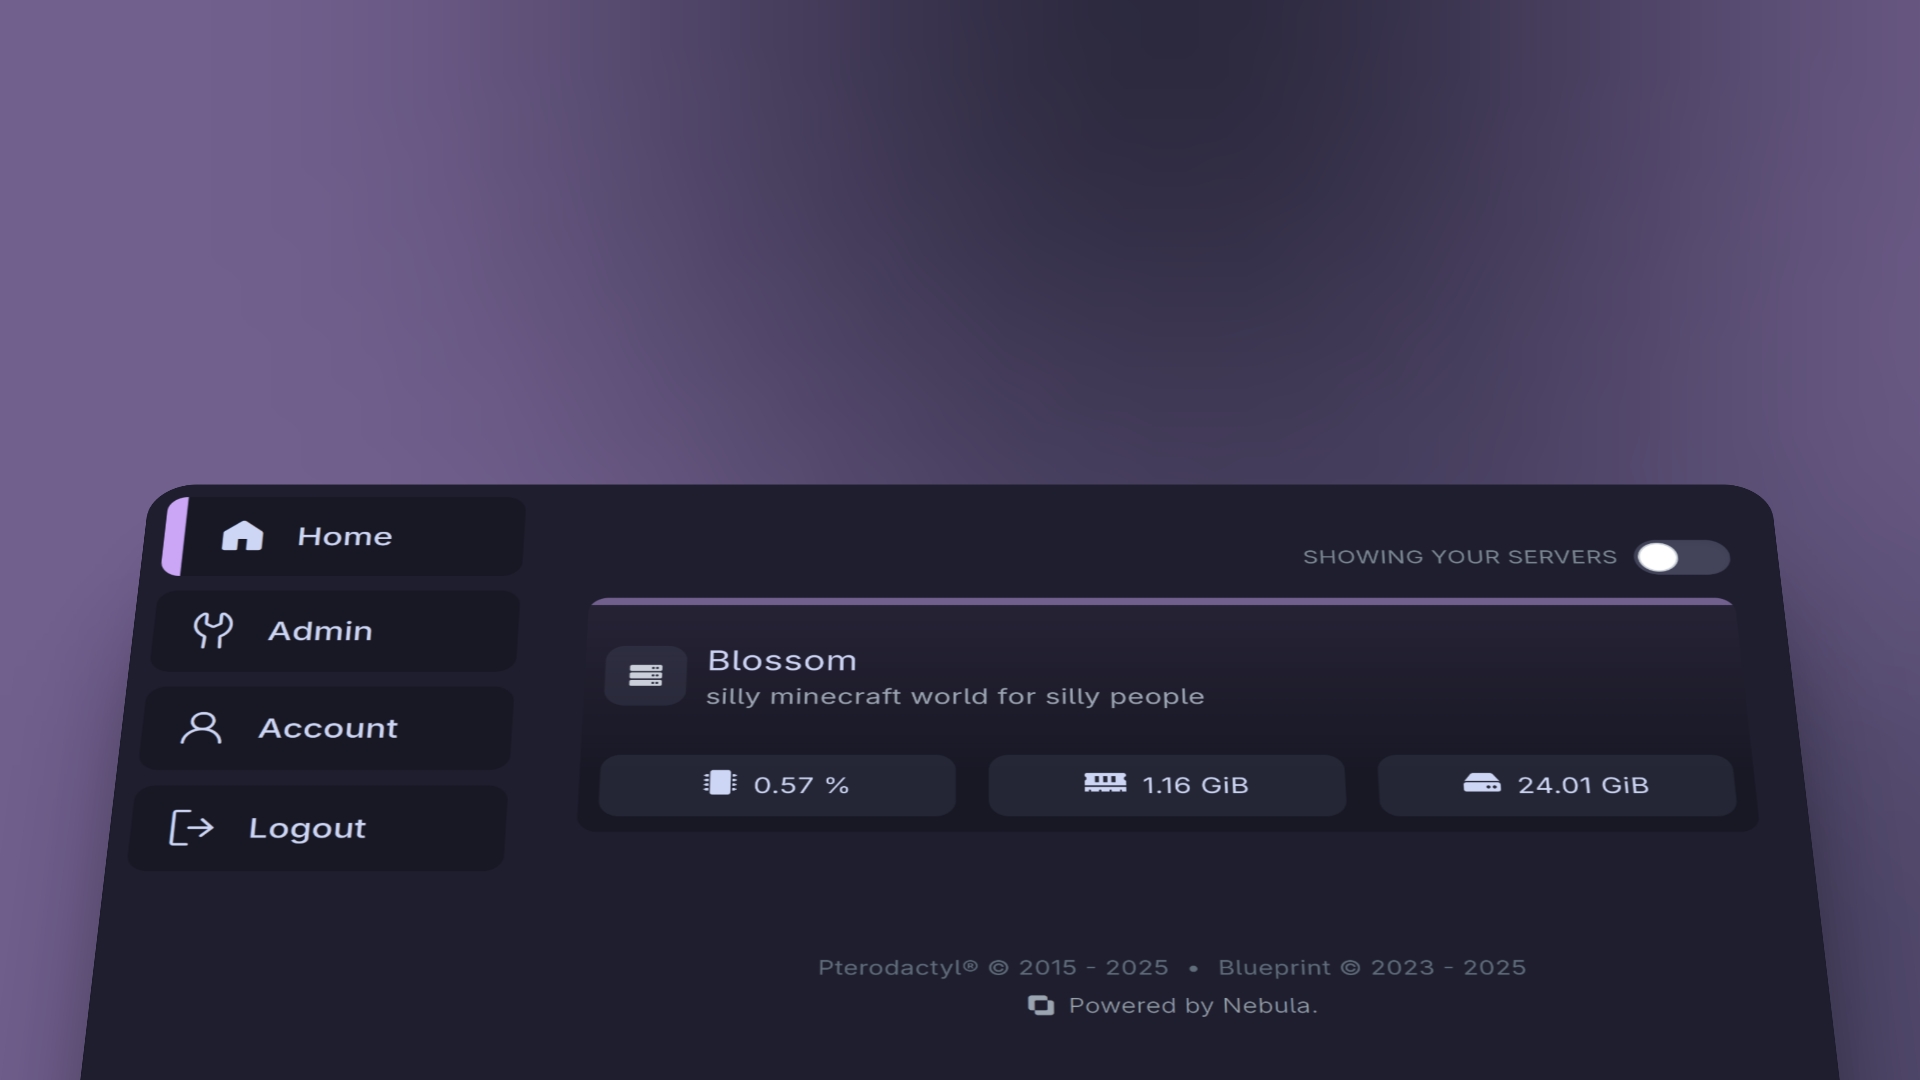 Home
Admin
Account
Logout
SHOWING YOUR SERVERS
Blossom
silly minecraft world for silly people
0.57 %
1.16 GiB
24.01 GiB
Pterodactyl® © 2015 - 2025 • Blueprint © 2023 - 2025
Powered by Nebula.